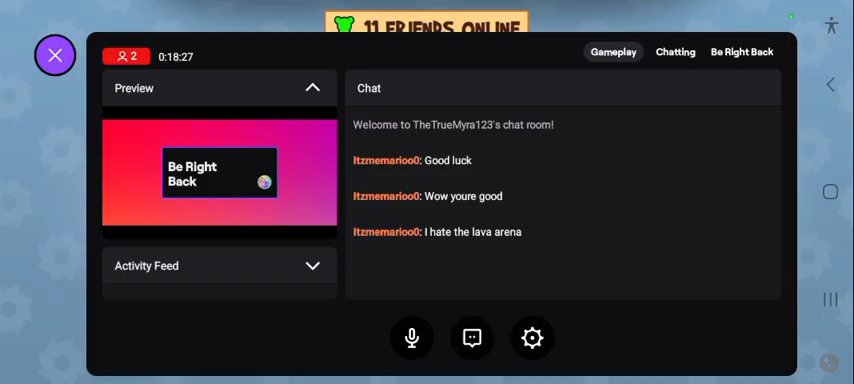 11 FRIENDS ONLINE
2
0:18:27
Gameplay
Chatting
Be Right Back
Preview
Chat
Welcome to TheTrueMyra123's chat room!
Be Right
Back
Itzmemarioo0: Good luck
Itzmemarioo0: Wow youre good
Itzmemarioo0: I hate the lava arena
Activity Feed